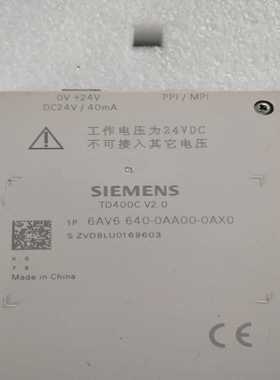 0V +24V
PPI / MPI
DC24V / 40mA
工作电压为24VDC
不可接入其它电压
SIEMENS
TD400C V2.0
1P 6AV6 640-0AA00-0AX0
S ZVD8LU0169603
Made in China
CE